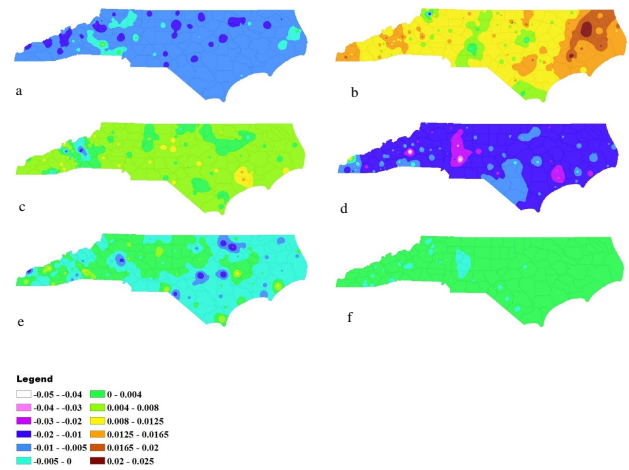 a
b
c
d
e
f
Legend
-0.05 - -0.04
0 - 0.004
-0.04 - -0.03
0.004 - 0.008
-0.03 - -0.02
0.008 - 0.0125
-0.02 - -0.01
0.0125 - 0.0165
-0.01 - -0.005
0.0165 - 0.02
-0.005 - 0
0.02 - 0.025